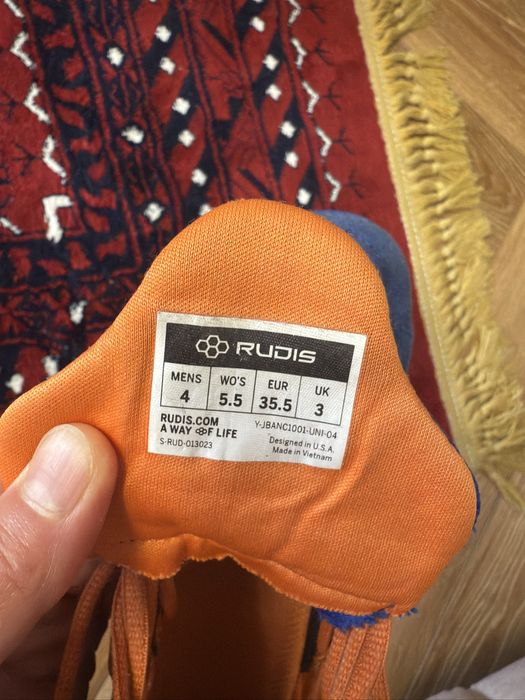 RUDIS
MENS WO'S EUR UK
4 5.5 35.5 3
RUDIS.COM Y-JBANC1001-UNI-04
A WAY OF LIFE Designed in U.S.A.
S-RUD-013023 Made in Vietnam